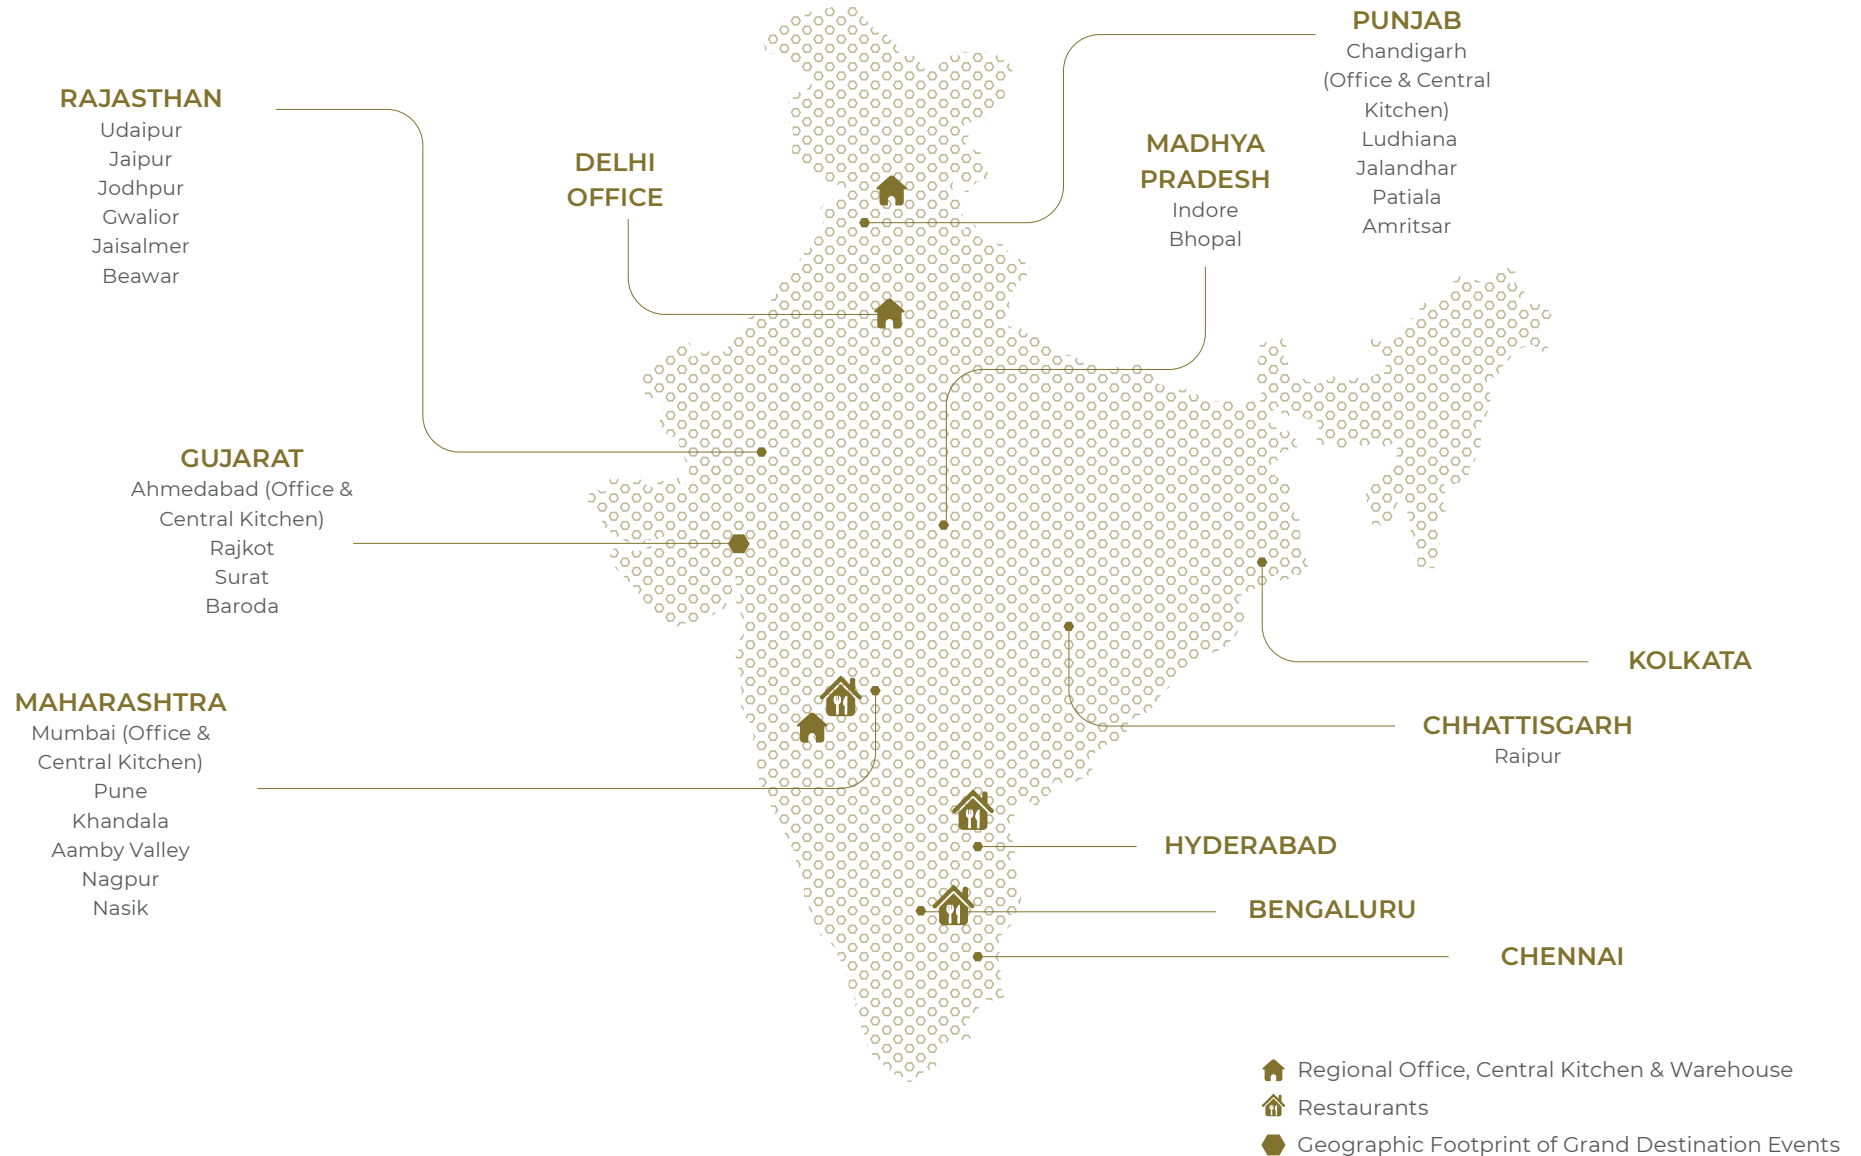 PUNJAB
Chandigarh
(Office & Central
Kitchen)
Ludhiana
Jalandhar
Patiala
Amritsar
RAJASTHAN
Udaipur
Jaipur
Jodhpur
Gwalior
Jaisalmer
Beawar
DELHI
OFFICE
MADHYA
PRADESH
Indore
Bhopal
GUJARAT
Ahmedabad (Office &
Central Kitchen)
Rajkot
Surat
Baroda
MAHARASHTRA
Mumbai (Office &
Central Kitchen)
Pune
Khandala
Aamby Valley
Nagpur
Nasik
KOLKATA
CHHATTISGARH
Raipur
HYDERABAD
BENGALURU
CHENNAI
Regional Office, Central Kitchen & Warehouse
Restaurants
Geographic Footprint of Grand Destination Events